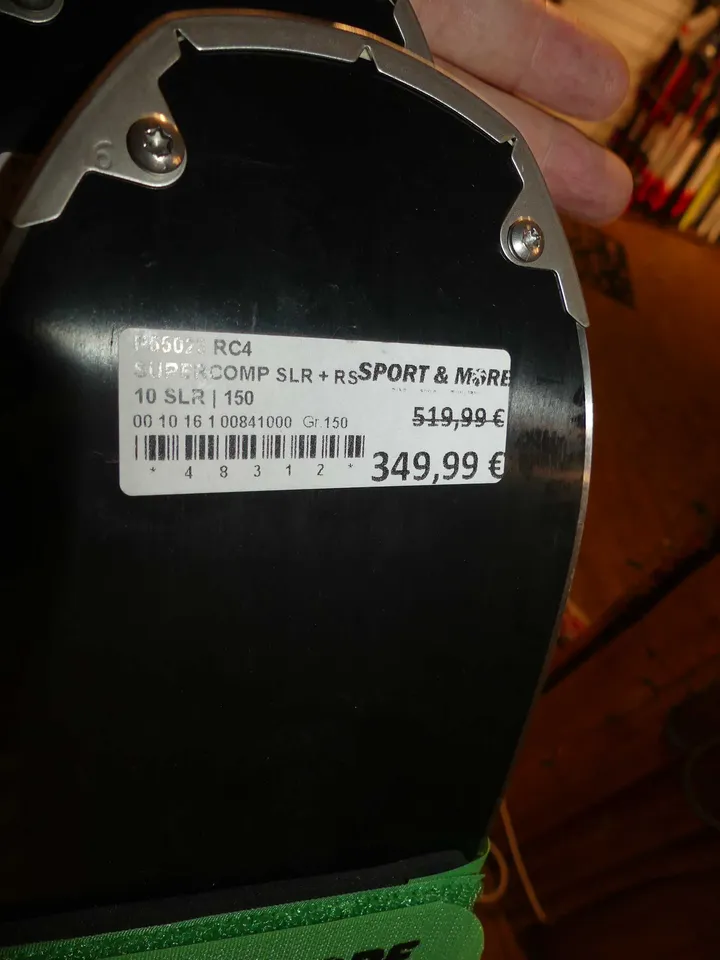 6
RC4
SUPERCOMP SLR + RS
10 SLR | 150
00 10 16 1 00841000 Gr.150
* 4 8 3 1 2 *
SPORT & MORE
519,99 €
349,99 €